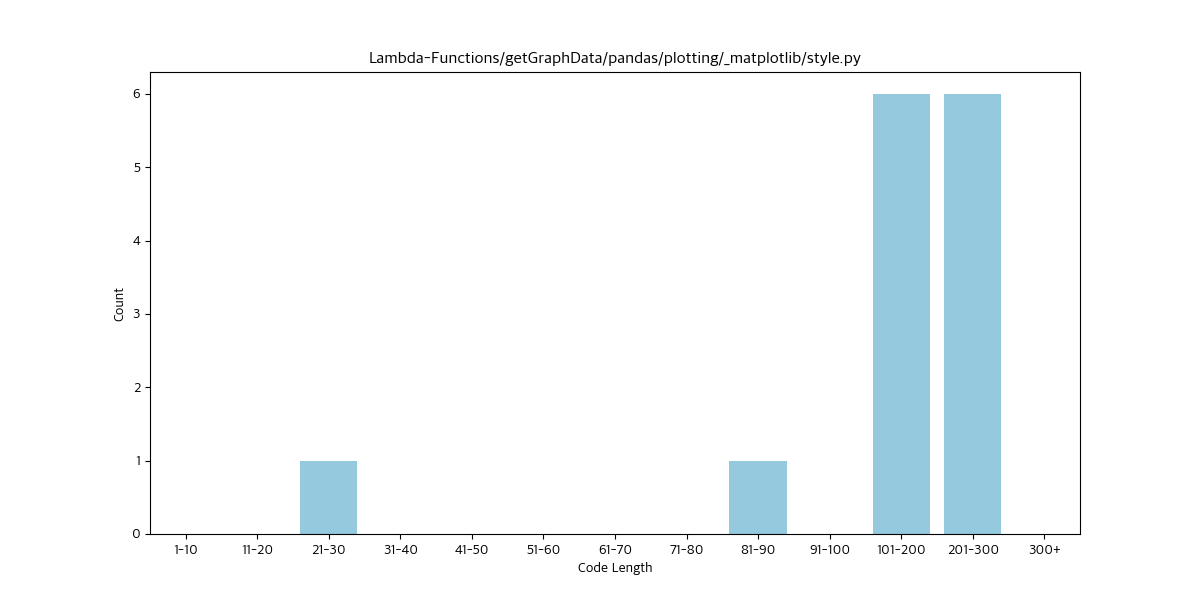 Lambda-Functions/getGraphData/pandas/plotting/_matplotlib/style.py
6
5
4
3
2
1
0
Count
1-10 11-20 21-30 31-40 41-50 51-60 61-70 71-80 81-90 91-100 101-200 201-300 300+
Code Length